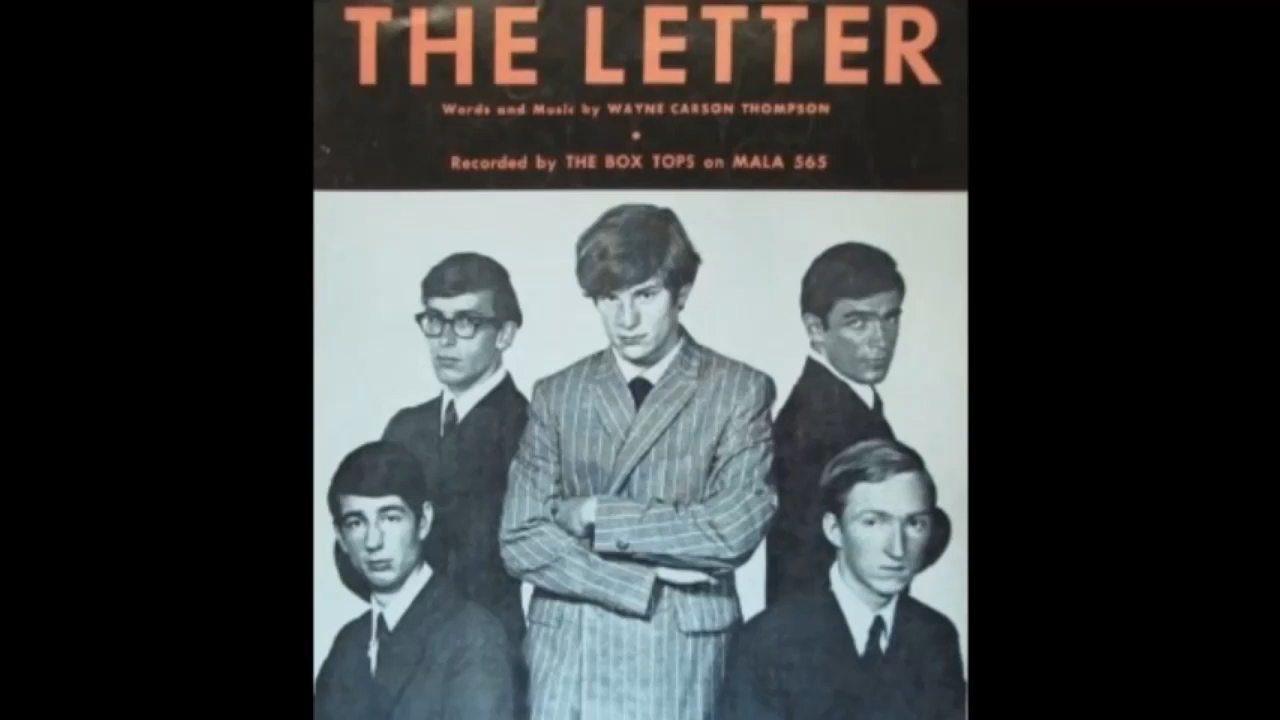 THE LETTER
Words and Music by WAYNE CARSON THOMPSON
Recorded by THE BOX TOPS on MALA 565